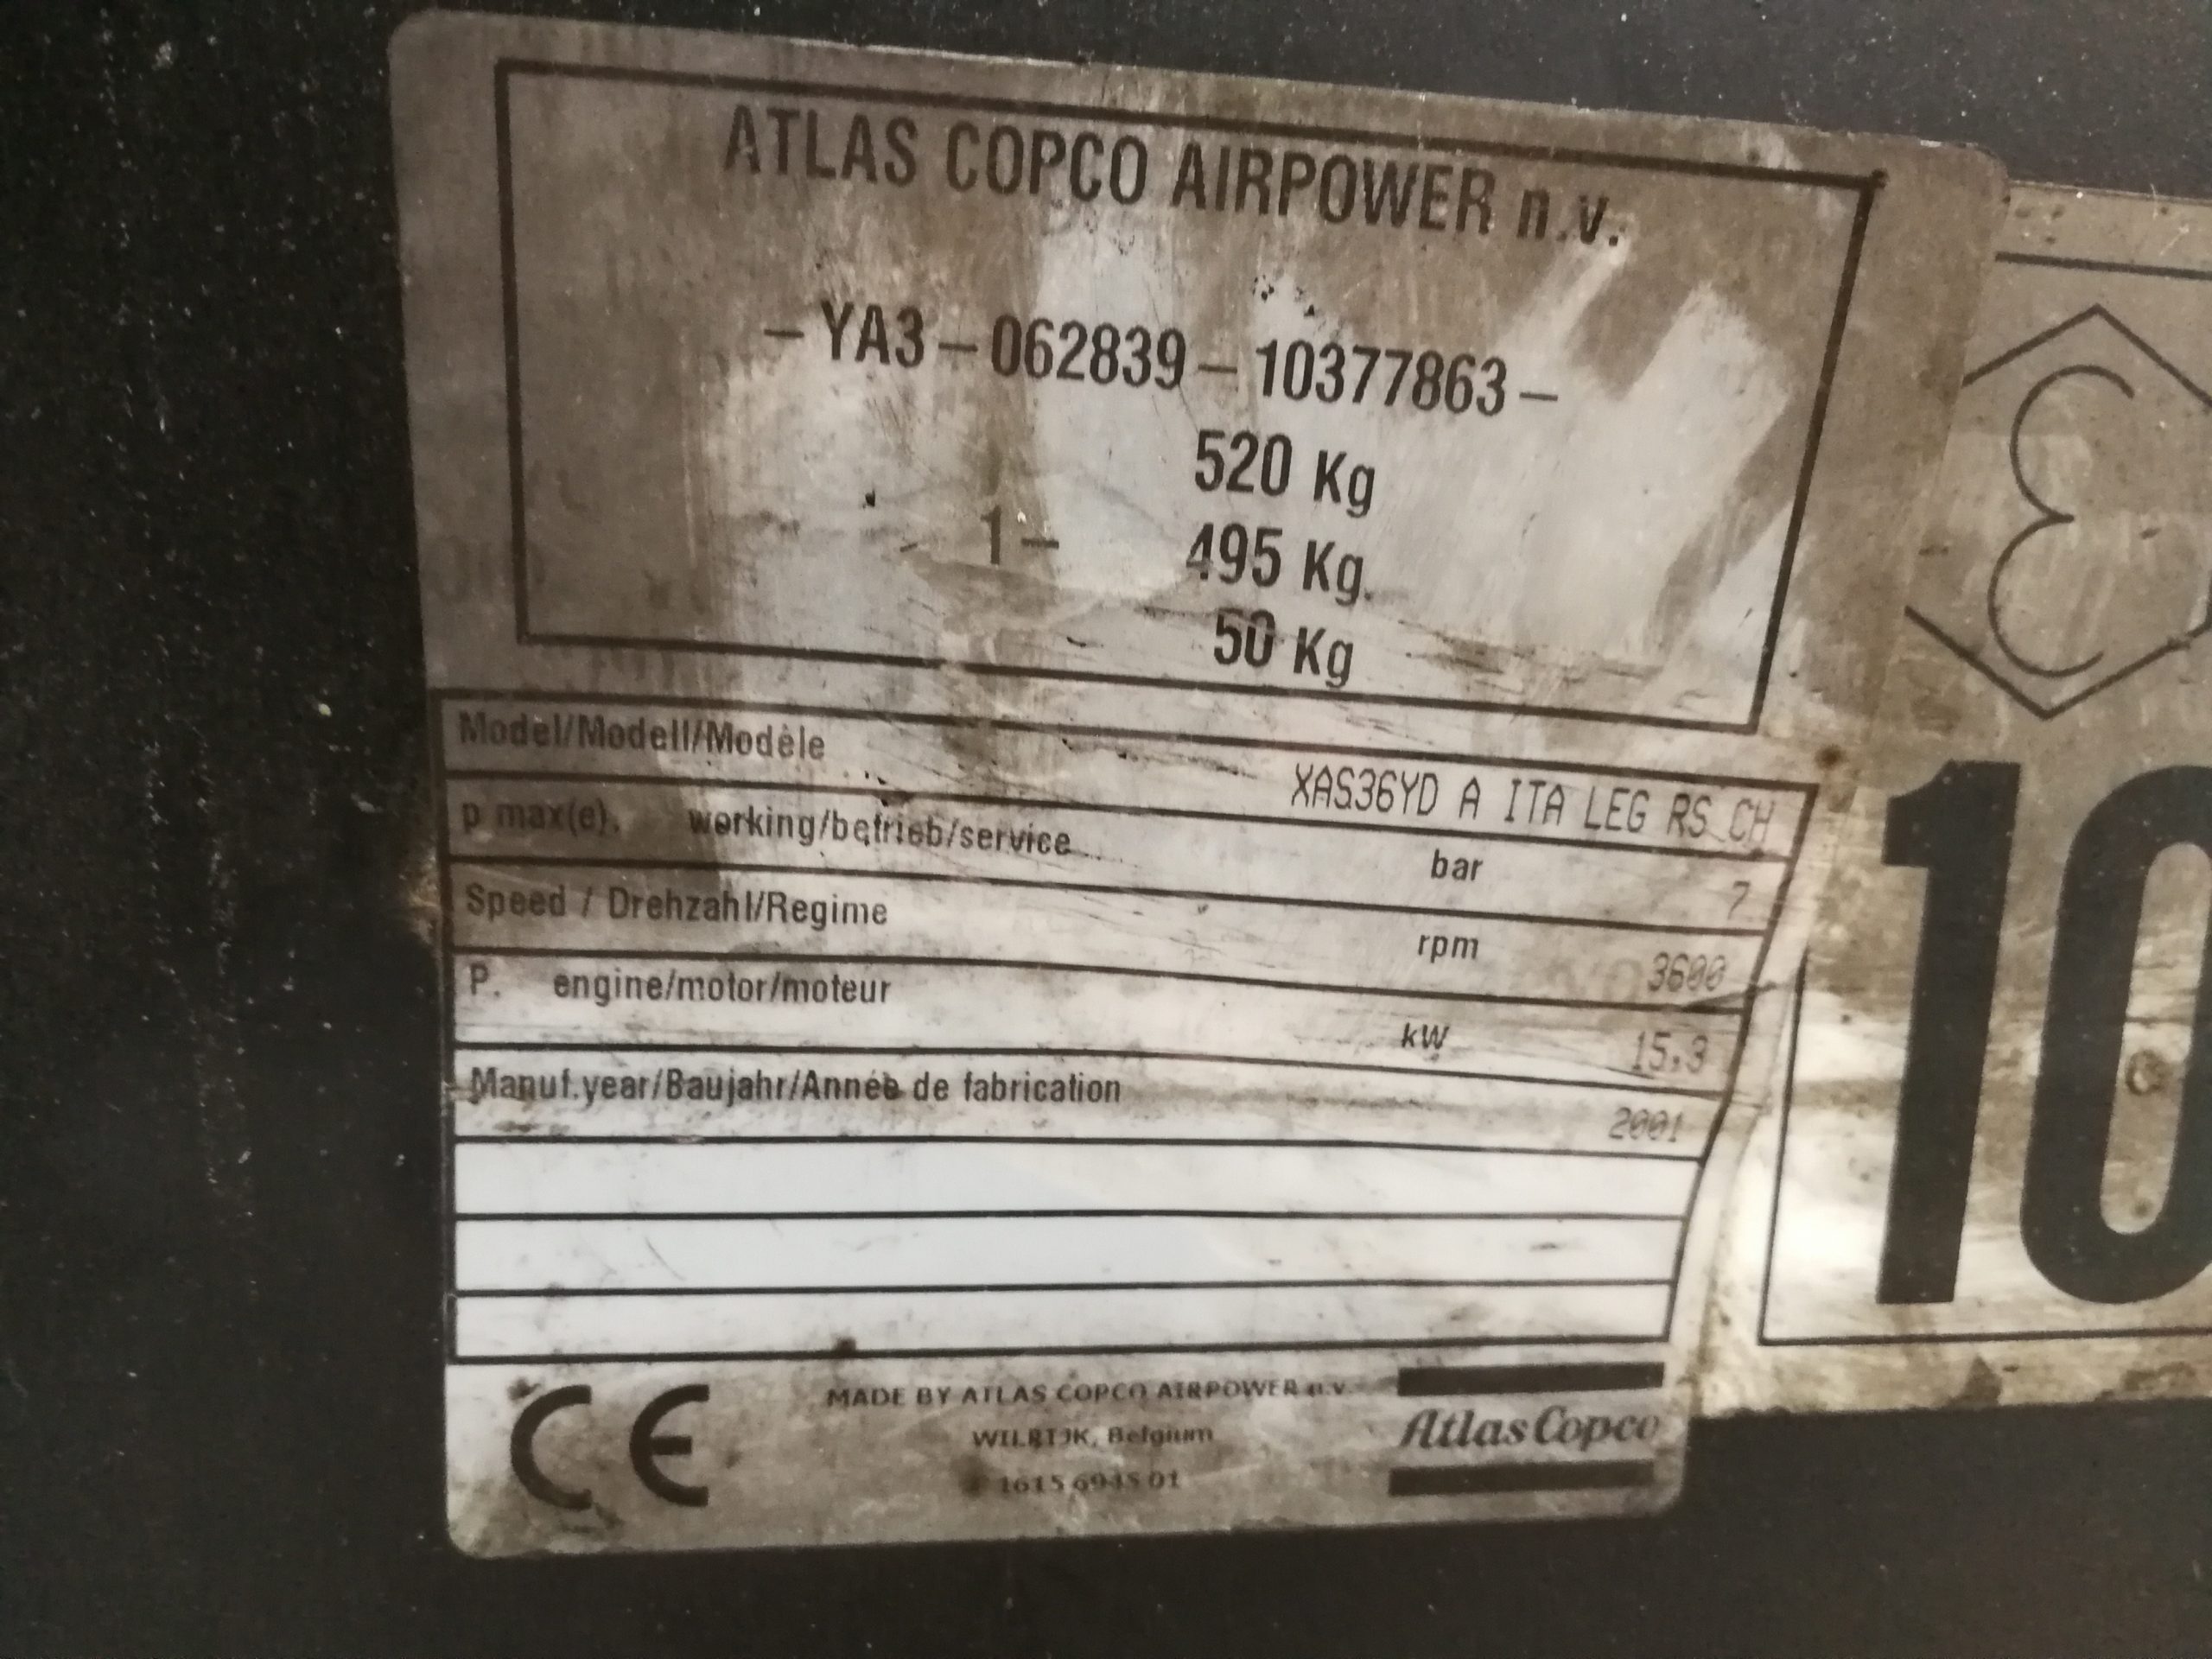 ATLAS COPCO AIRPOWER n.v.
– YA3 – 062839 – 10377863 –
520 Kg
- 1 - 495 Kg.
50 Kg
Model/Modell/Modèle XAS36YD A ITA LEG RS CH
p max(e). working/betrieb/service bar 7
Speed / Drehzahl/Regime rpm 3600
P. engine/motor/moteur kW 15.3
Manuf.year/Baujahr/Année de fabrication 2001
CE
MADE BY ATLAS COPCO AIRPOWER n.v.
WILRIJK, Belgium
1615 6945 01
Atlas Copco
ε
10